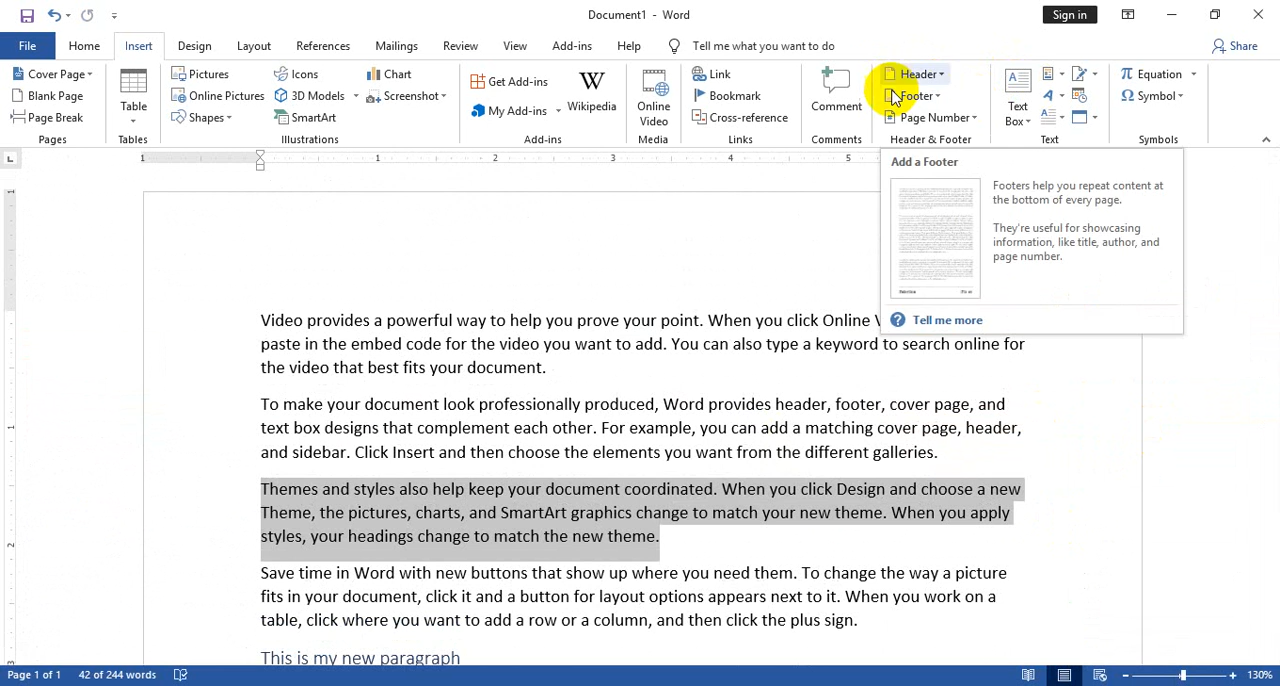 Document1 - Word
Sign in
File Home Insert Design Layout References Mailings Review View Add-ins Help Tell me what you want to do Share
Cover Page
Blank Page
Page Break
Pages
Table
Tables
Pictures
Online Pictures
Shapes
Icons
3D Models
SmartArt
Chart
Screenshot
Illustrations
Get Add-ins
My Add-ins
W
Wikipedia
Add-ins
Online
Video
Media
Link
Bookmark
Cross-reference
Links
Comment
Comments
Header
Footer
Page Number
Header & Footer
Text
Box
Text
Equation
Symbol
Symbols
1 1 2 3 4 5
Add a Footer
Footers help you repeat content at
the bottom of every page.
They're useful for showcasing
information, like title, author, and
page number.
Tell me more
Video provides a powerful way to help you prove your point. When you click Online V
paste in the embed code for the video you want to add. You can also type a keyword to search online for
the video that best fits your document.
To make your document look professionally produced, Word provides header, footer, cover page, and
text box designs that complement each other. For example, you can add a matching cover page, header,
and sidebar. Click Insert and then choose the elements you want from the different galleries.
Themes and styles also help keep your document coordinated. When you click Design and choose a new
Theme, the pictures, charts, and SmartArt graphics change to match your new theme. When you apply
styles, your headings change to match the new theme.
Save time in Word with new buttons that show up where you need them. To change the way a picture
fits in your document, click it and a button for layout options appears next to it. When you work on a
table, click where you want to add a row or a column, and then click the plus sign.
This is my new paragraph
Page 1 of 1 42 of 244 words 130%